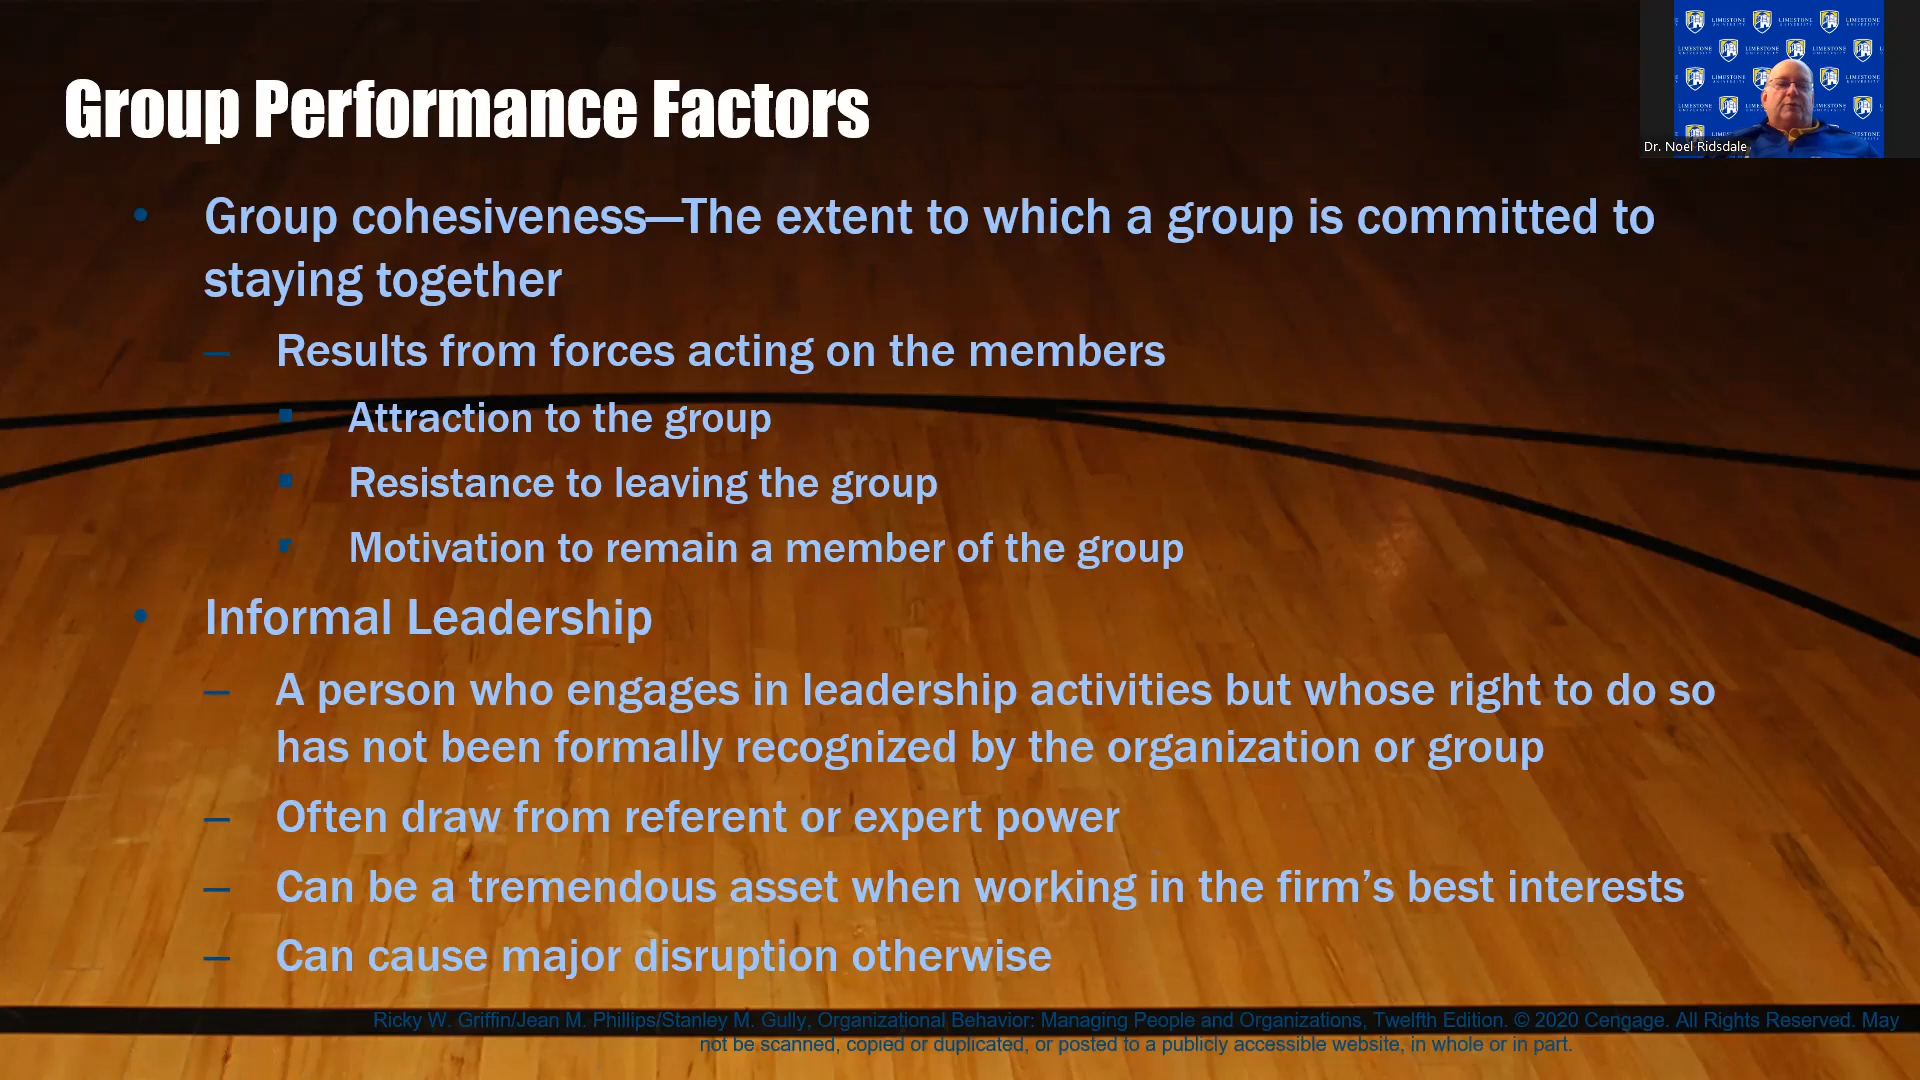 Group Performance Factors
Dr. Noel Ridsdale
• Group cohesiveness—The extent to which a group is committed to
staying together
– Results from forces acting on the members
▪ Attraction to the group
▪ Resistance to leaving the group
▪ Motivation to remain a member of the group
• Informal Leadership
– A person who engages in leadership activities but whose right to do so
has not been formally recognized by the organization or group
– Often draw from referent or expert power
– Can be a tremendous asset when working in the firm’s best interests
– Can cause major disruption otherwise
Ricky W. Griffin/Jean M. Phillips/Stanley M. Gully, Organizational Behavior: Managing People and Organizations, Twelfth Edition. © 2020 Cengage. All Rights Reserved. May
not be scanned, copied or duplicated, or posted to a publicly accessible website, in whole or in part.
LIMESTONE
UNIVERSITY